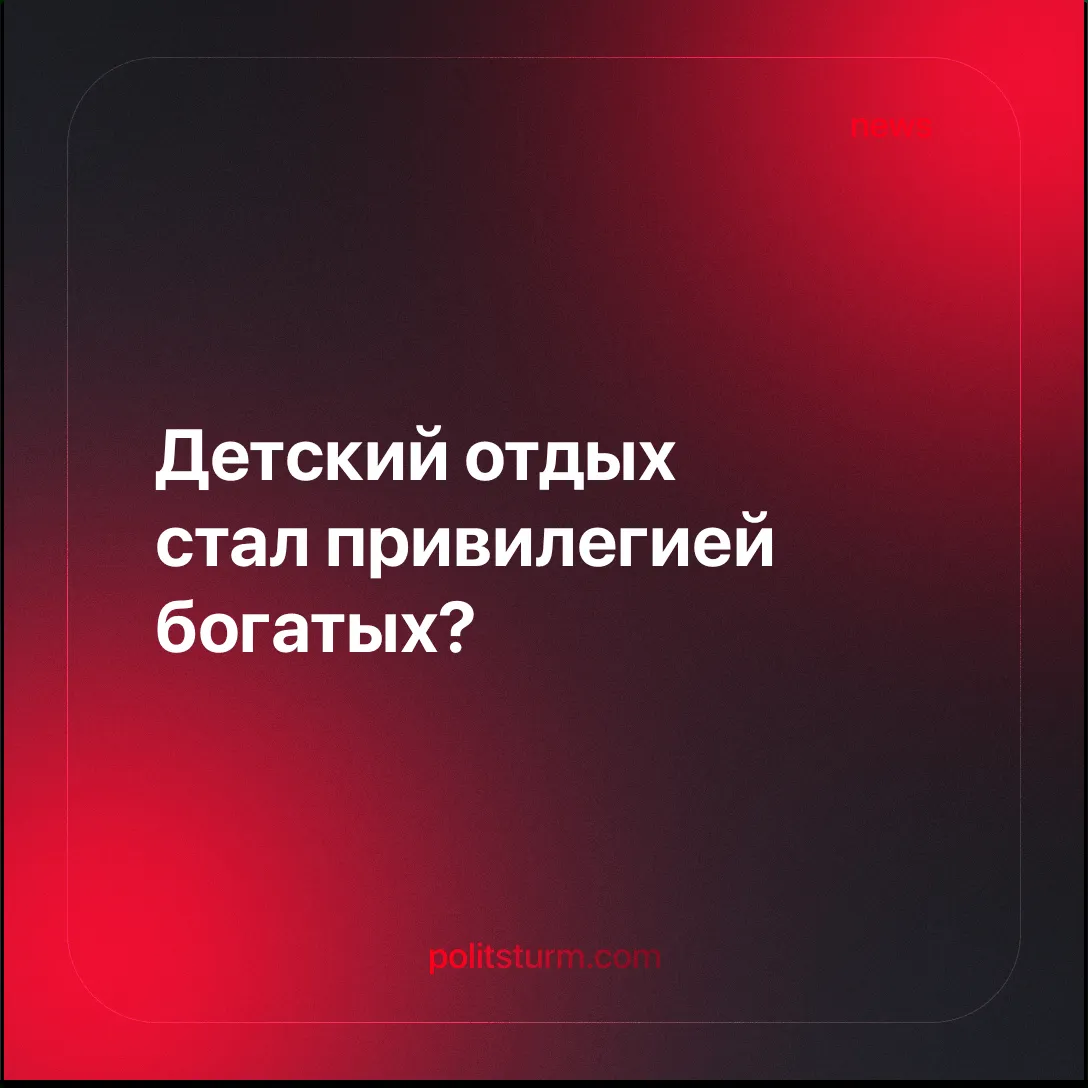 news
Детский отдых
стал привилегией
богатых?
politsturm.com